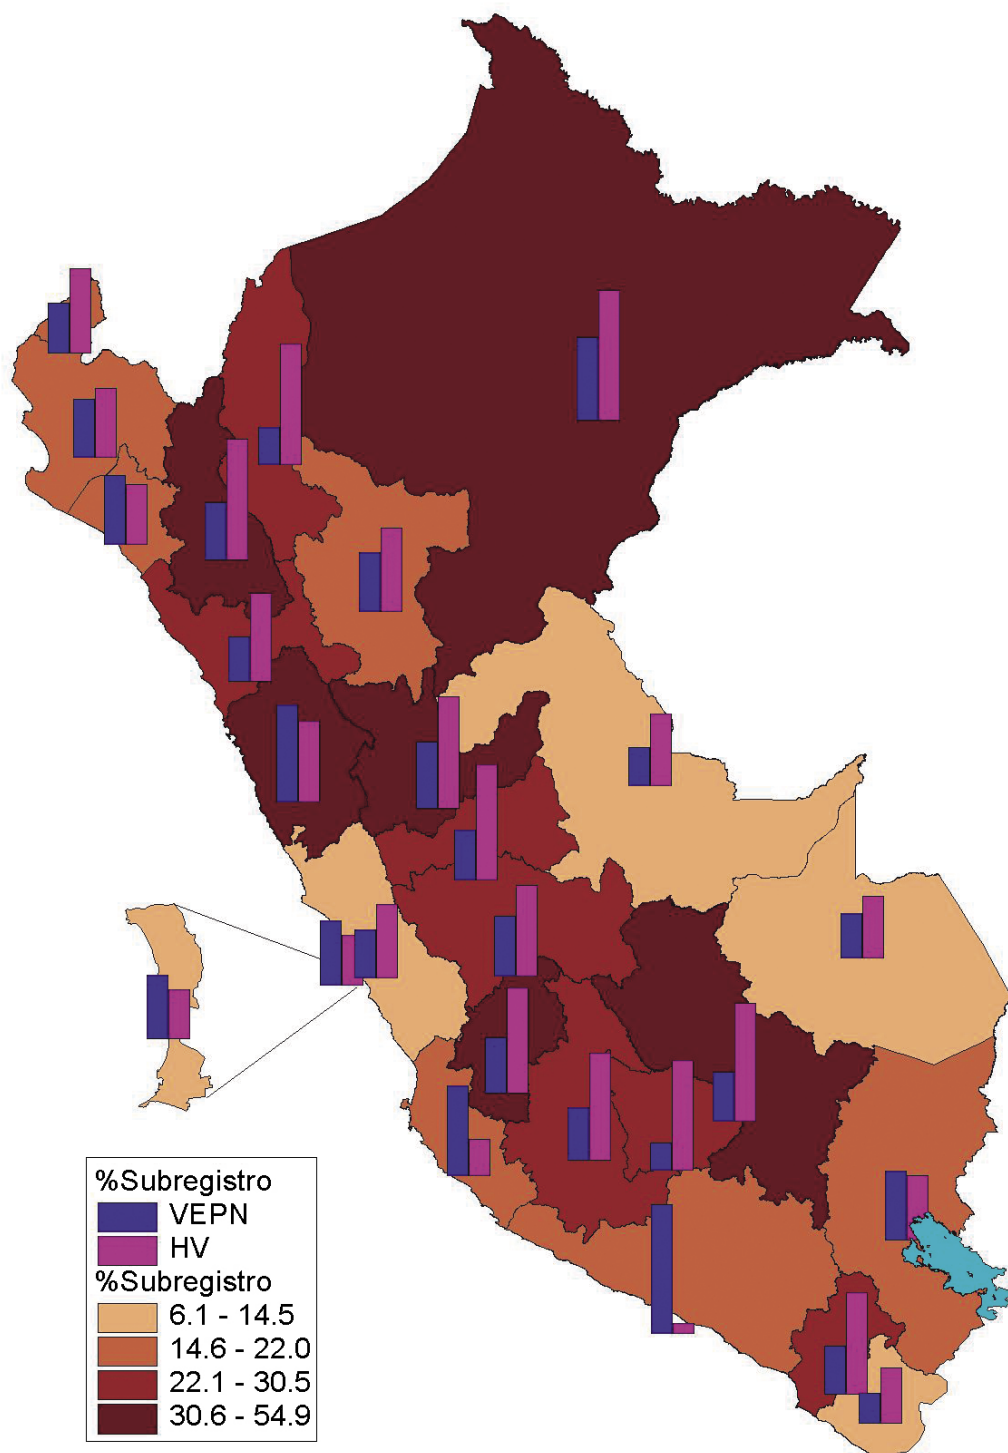 %Subregistro
VEPN
HV
%Subregistro
6.1 - 14.5
14.6 - 22.0
22.1 - 30.5
30.6 - 54.9